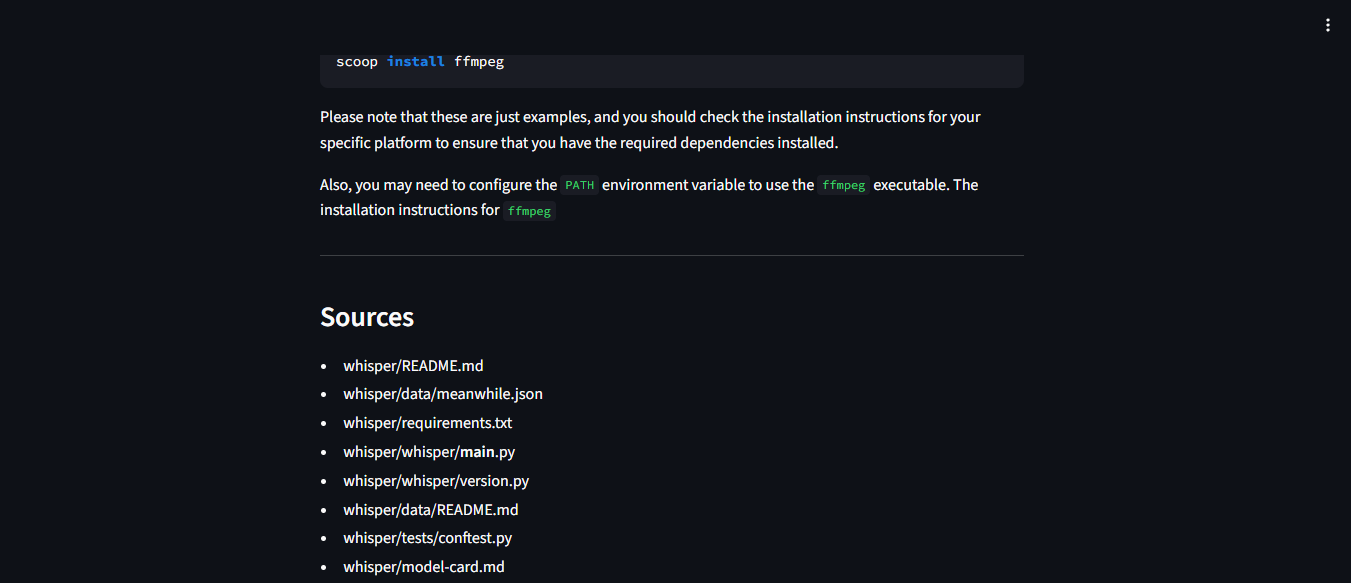 scoop install ffmpeg
Please note that these are just examples, and you should check the installation instructions for your
specific platform to ensure that you have the required dependencies installed.
Also, you may need to configure the PATH environment variable to use the ffmpeg executable. The
installation instructions for ffmpeg
Sources
• whisper/README.md
• whisper/data/meanwhile.json
• whisper/requirements.txt
• whisper/whisper/main.py
• whisper/whisper/version.py
• whisper/data/README.md
• whisper/tests/conftest.py
• whisper/model-card.md